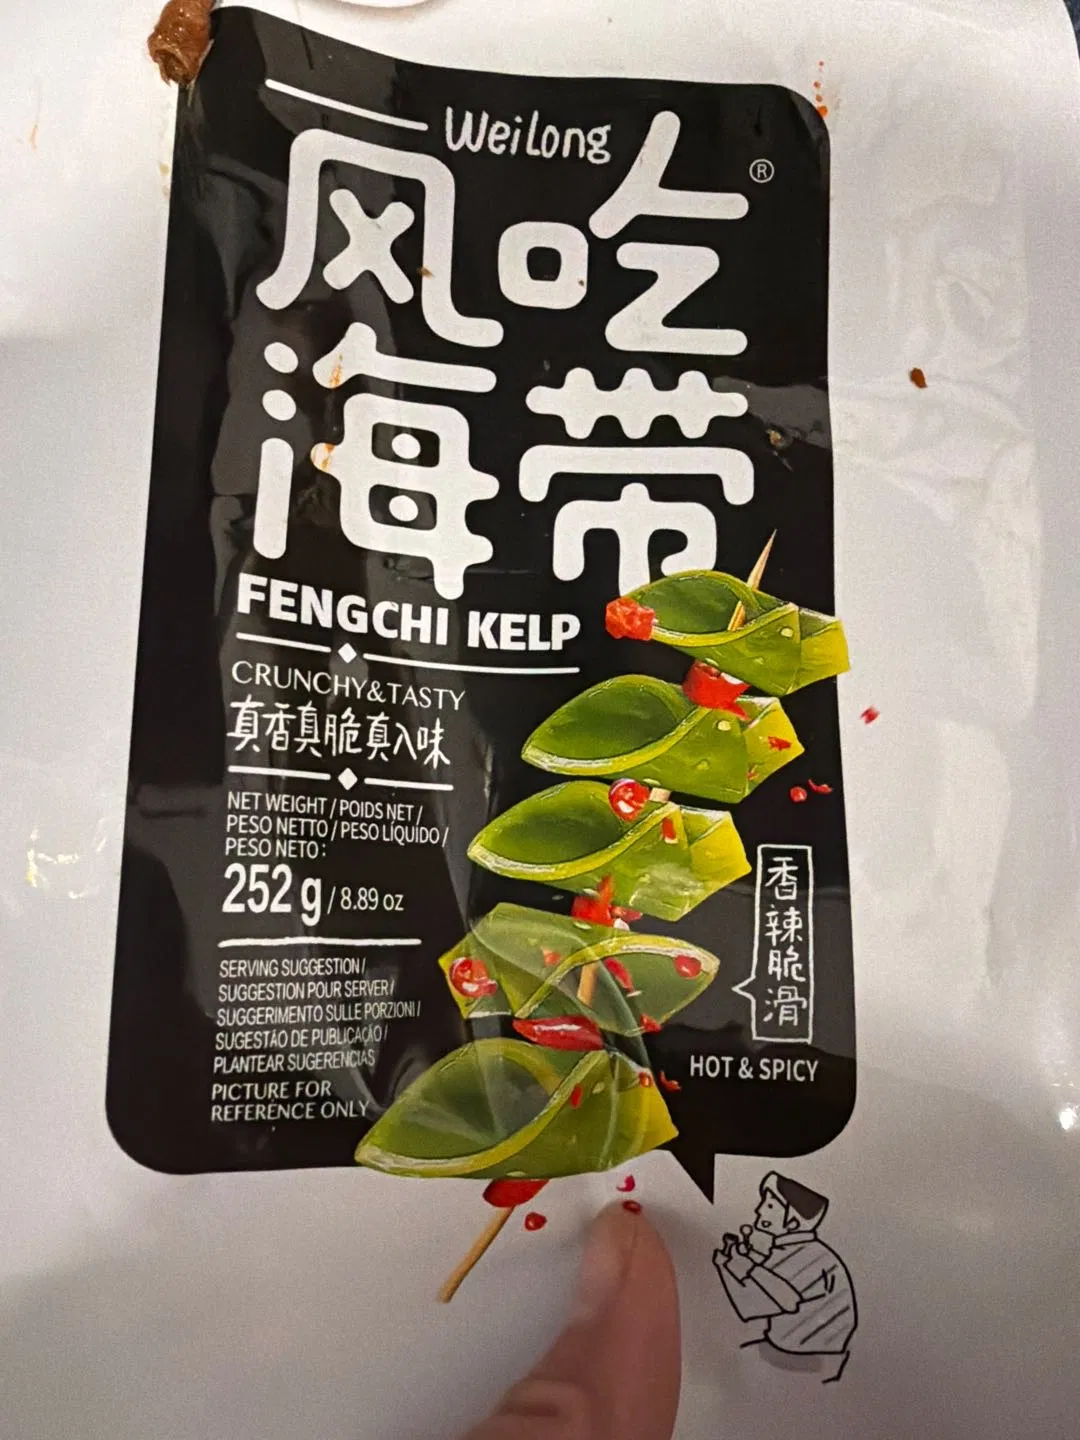 WeiLong
风吃
®
海带
FENGCHI KELP
CRUNCHY&TASTY
真香真脆真入味
NET WEIGHT / POIDS NET /
PESO NETTO / PESO LÍQUIDO /
PESO NETO:
252 g / 8.89 oz
SERVING SUGGESTION /
SUGGESTION POUR SERVER /
SUGGERIMENTO SULLE PORZIONI /
SUGESTÃO DE PUBLICAÇÃO /
PLANTEAR SUGERENCIAS
PICTURE FOR
REFERENCE ONLY
香辣脆滑
HOT & SPICY